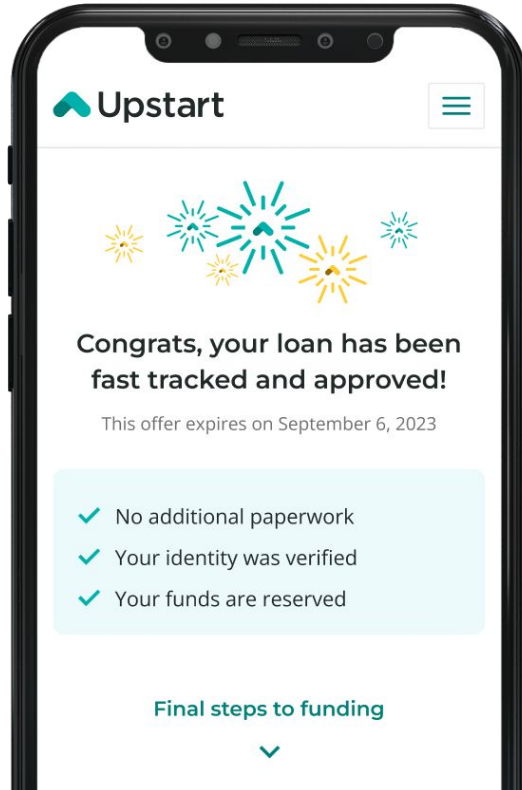 Upstart
Congrats, your loan has been
fast tracked and approved!
This offer expires on September 6, 2023
No additional paperwork
Your identity was verified
Your funds are reserved
Final steps to funding